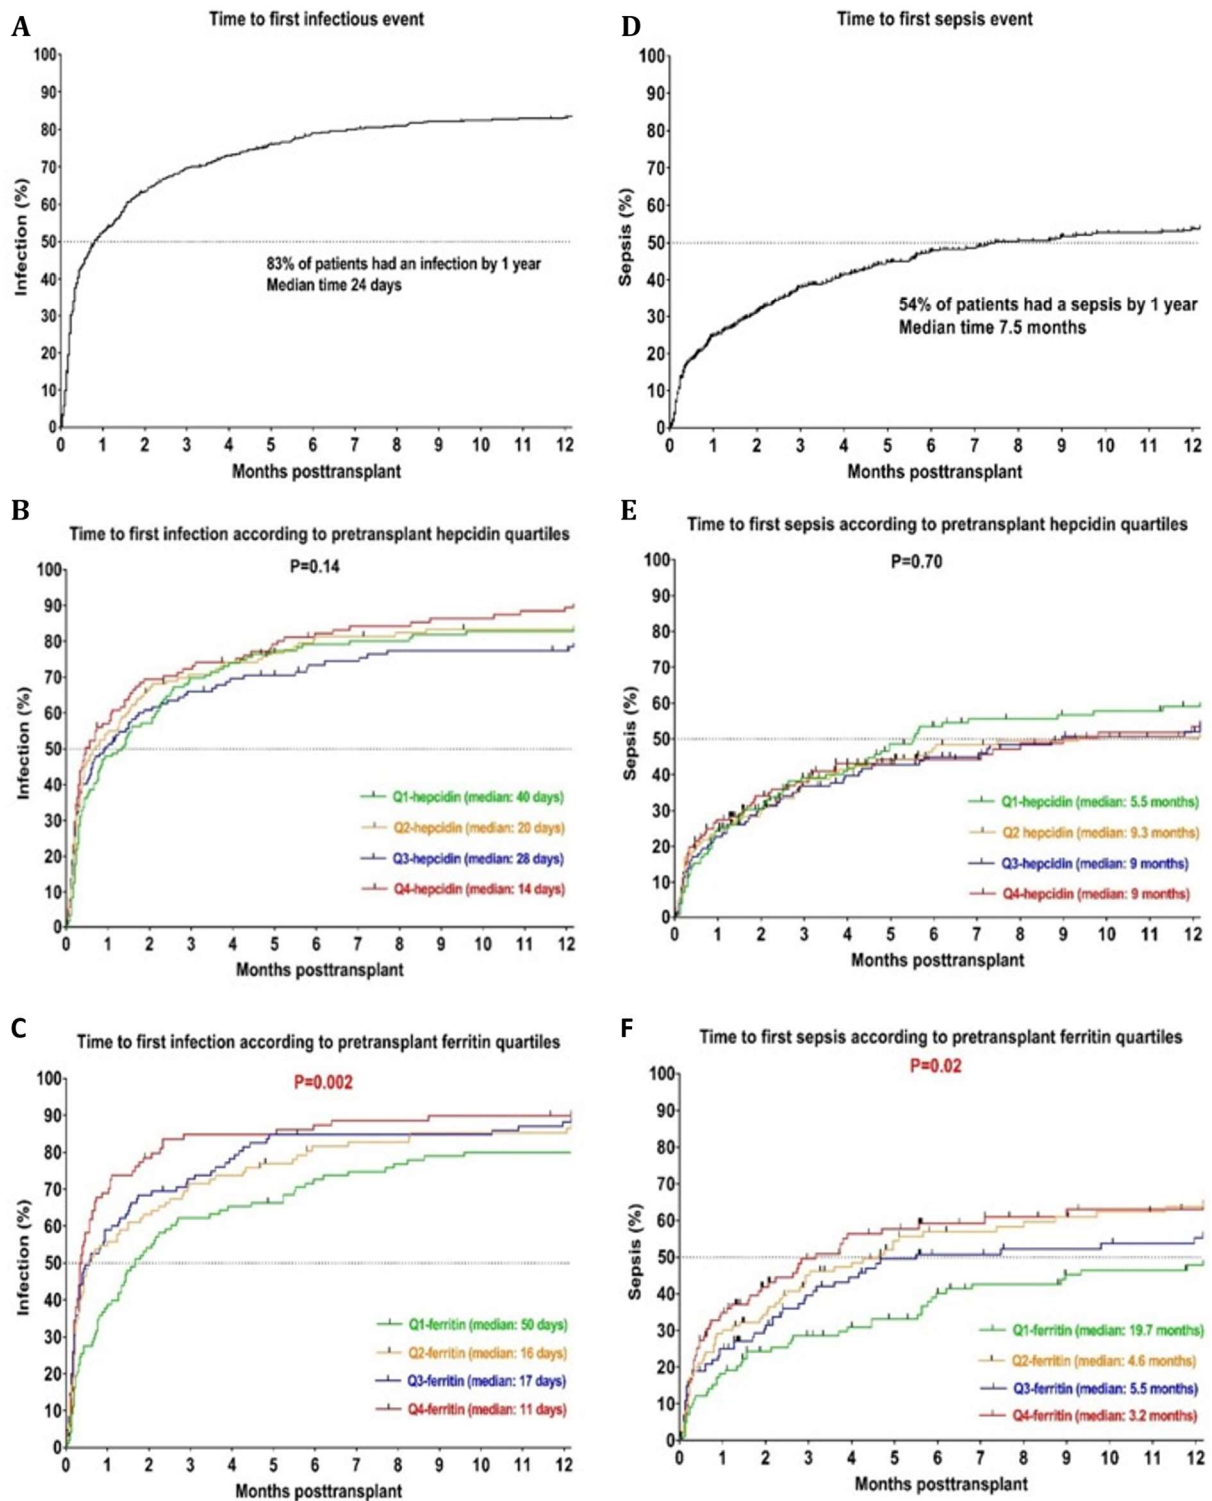 A
Time to first infectious event
100
90
80
70
60
50
40
30
20
10
0
Infection (%)
83% of patients had an infection by 1 year
Median time 24 days
0 1 2 3 4 5 6 7 8 9 10 11 12
Months posttransplant
D
Time to first sepsis event
100
90
80
70
60
50
40
30
20
10
0
Sepsis (%)
54% of patients had a sepsis by 1 year
Median time 7.5 months
0 1 2 3 4 5 6 7 8 9 10 11 12
Months posttransplant
B
Time to first infection according to pretransplant hepcidin quartiles
P=0.14
100
90
80
70
60
50
40
30
20
10
0
Infection (%)
Q1-hepcidin (median: 40 days)
Q2-hepcidin (median: 20 days)
Q3-hepcidin (median: 28 days)
Q4-hepcidin (median: 14 days)
0 1 2 3 4 5 6 7 8 9 10 11 12
Months posttransplant
E
Time to first sepsis according to pretransplant hepcidin quartiles
P=0.70
100
90
80
70
60
50
40
30
20
10
0
Sepsis (%)
Q1-hepcidin (median: 5.5 months)
Q2 hepcidin (median: 9.3 months)
Q3-hepcidin (median: 9 months)
Q4-hepcidin (median: 9 months)
0 1 2 3 4 5 6 7 8 9 10 11 12
Months posttransplant
C
Time to first infection according to pretransplant ferritin quartiles
P=0.002
100
90
80
70
60
50
40
30
20
10
0
Infection (%)
Q1-ferritin (median: 50 days)
Q2-ferritin (median: 16 days)
Q3-ferritin (median: 17 days)
Q4-ferritin (median: 11 days)
0 1 2 3 4 5 6 7 8 9 10 11 12
Months posttransplant
F
Time to first sepsis according to pretransplant ferritin quartiles
P=0.02
100
90
80
70
60
50
40
30
20
10
0
Sepsis (%)
Q1-ferritin (median: 19.7 months)
Q2-ferritin (median: 4.6 months)
Q3-ferritin (median: 5.5 months)
Q4-ferritin (median: 3.2 months)
0 1 2 3 4 5 6 7 8 9 10 11 12
Months posttransplant